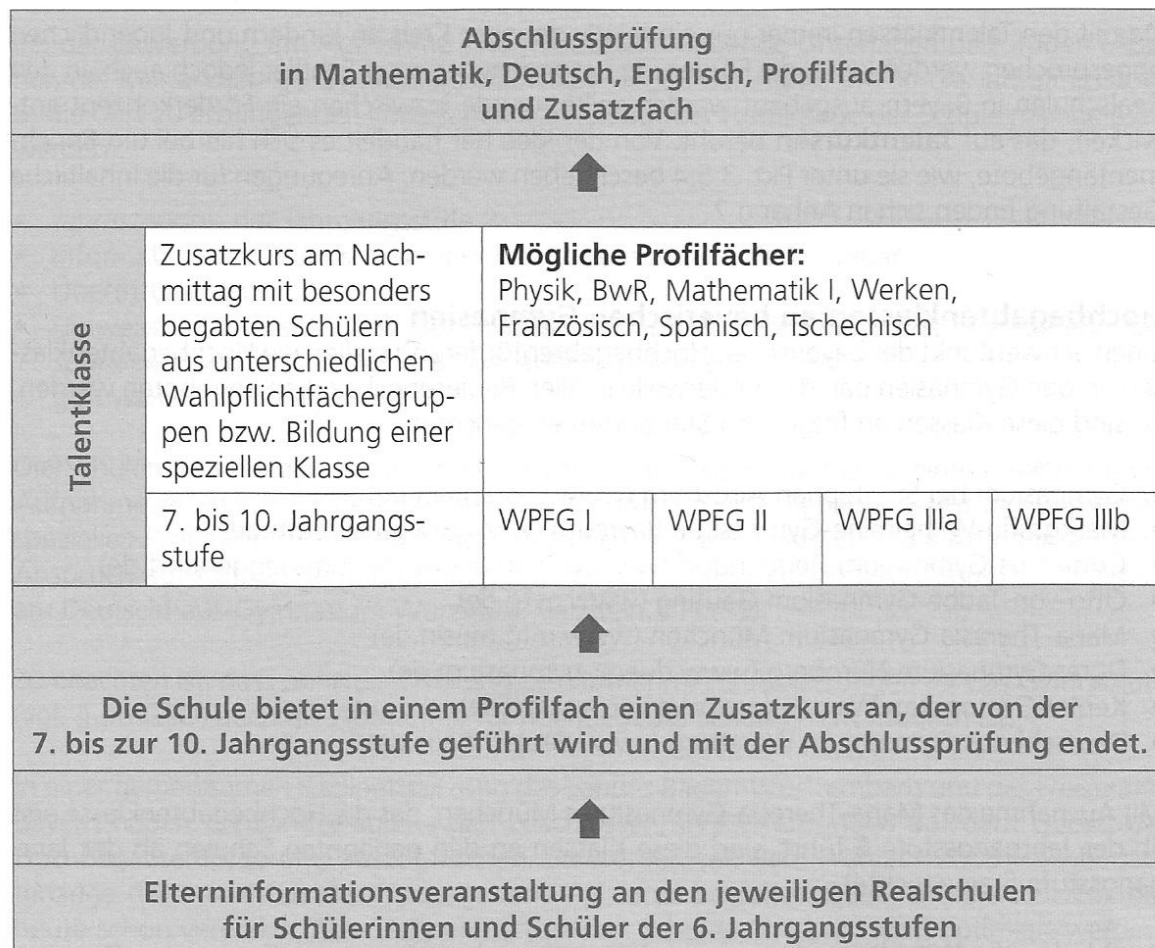 Abschlussprüfung
in Mathematik, Deutsch, Englisch, Profilfach
und Zusatzfach
Talentklasse
Zusatzkurs am Nach-
mittag mit besonders
begabten Schülern
aus unterschiedlichen
Wahlpflichtfächergrup-
pen bzw. Bildung einer
speziellen Klasse
Mögliche Profilfächer:
Physik, BwR, Mathematik I, Werken,
Französisch, Spanisch, Tschechisch
7. bis 10. Jahrgangs-
stufe
WPFG I
WPFG II
WPFG IIIa
WPFG IIIb
Die Schule bietet in einem Profilfach einen Zusatzkurs an, der von der
7. bis zur 10. Jahrgangsstufe geführt wird und mit der Abschlussprüfung endet.
Elterninformationsveranstaltung an den jeweiligen Realschulen
für Schülerinnen und Schüler der 6. Jahrgangsstufen